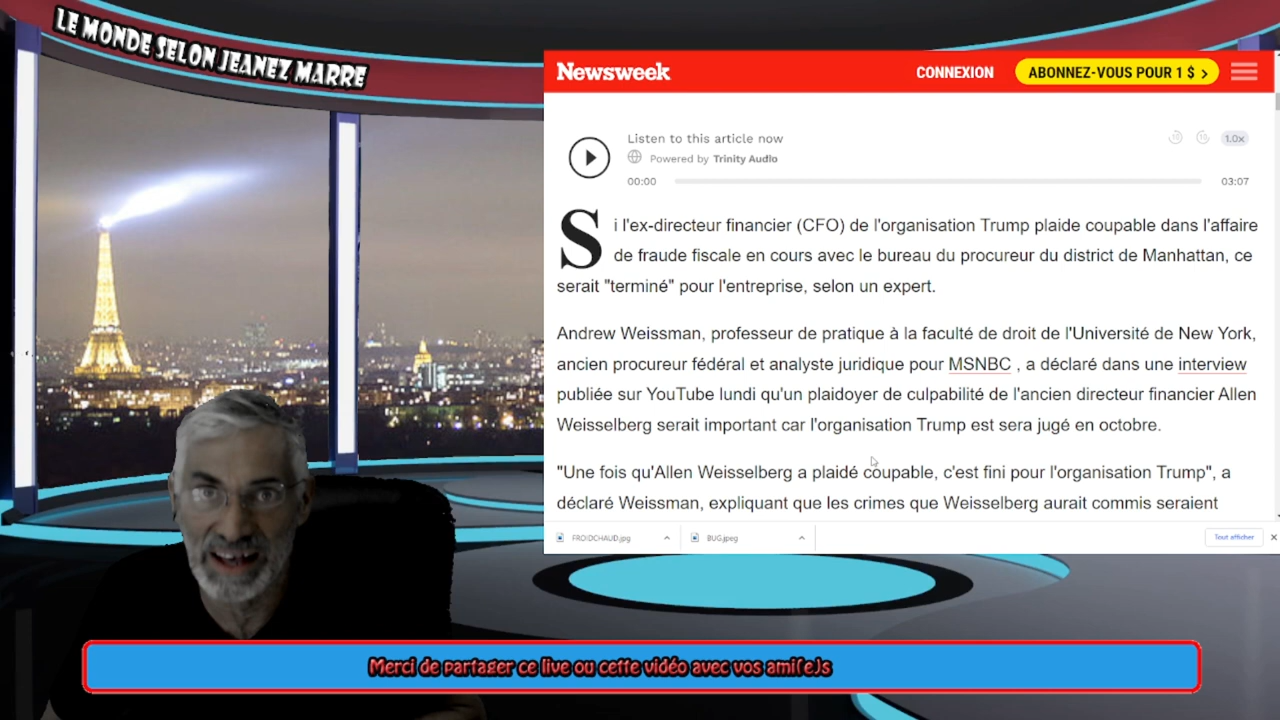 LE MONDE SELON JEANEZ MARRE
Newsweek
CONNEXION
ABONNEZ-VOUS POUR 1 $ >
Listen to this article now
Powered by Trinity Audio
10
10
1.0x
00:00
03:07
Si l'ex-directeur financier (CFO) de l'organisation Trump plaide coupable dans l'affaire
de fraude fiscale en cours avec le bureau du procureur du district de Manhattan, ce
serait "terminé" pour l'entreprise, selon un expert.
Andrew Weissman, professeur de pratique à la faculté de droit de l'Université de New York,
ancien procureur fédéral et analyste juridique pour MSNBC , a déclaré dans une interview
publiée sur YouTube lundi qu'un plaidoyer de culpabilité de l'ancien directeur financier Allen
Weisselberg serait important car l'organisation Trump est sera jugé en octobre.
"Une fois qu'Allen Weisselberg a plaidé coupable, c'est fini pour l'organisation Trump", a
déclaré Weissman, expliquant que les crimes que Weisselberg aurait commis seraient
FROIDCHAUD.jpg
BUG.jpeg
Tout afficher
Merci de partager ce live ou cette vidéo avec vos ami(e)s